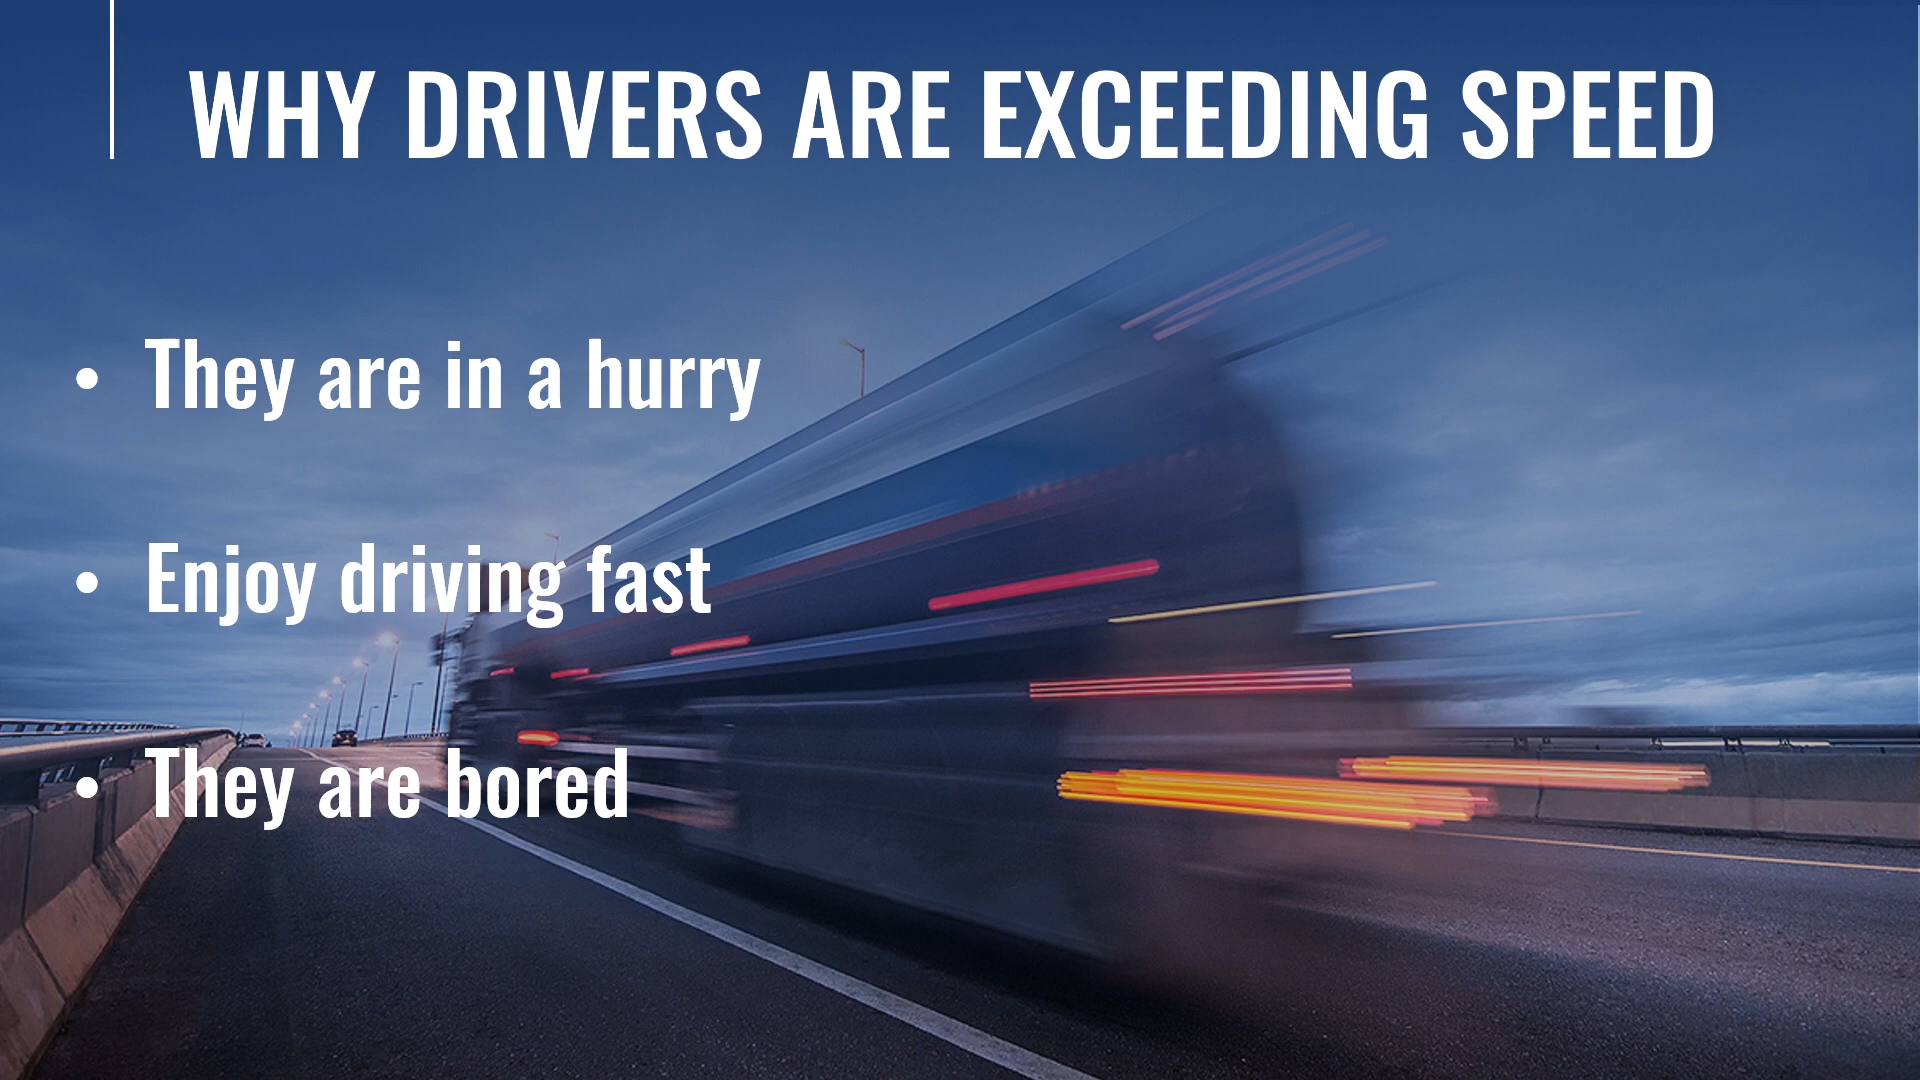 WHY DRIVERS ARE EXCEEDING SPEED
• They are in a hurry
• Enjoy driving fast
• They are bored